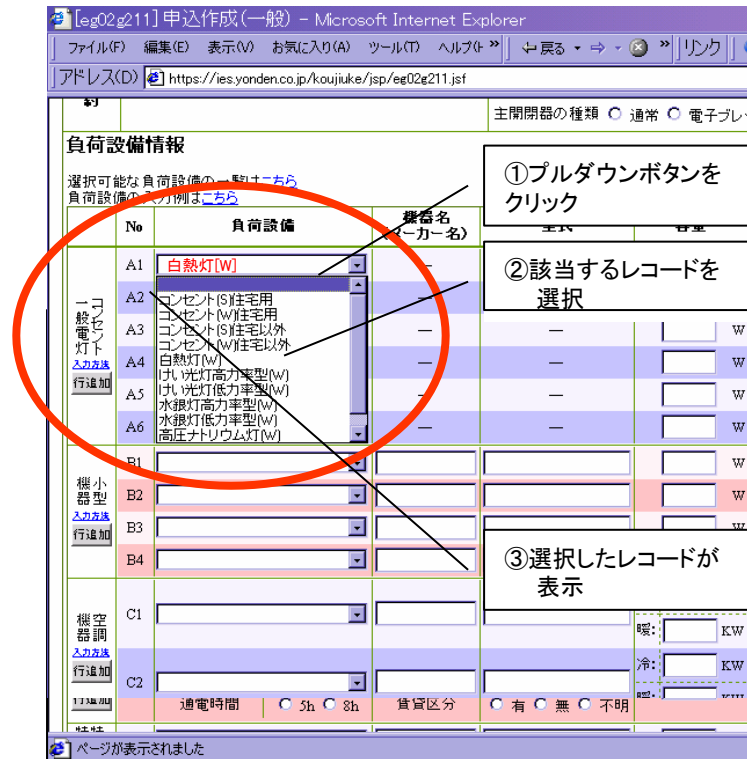 [eg02g211]申込作成(一般) - Microsoft Internet Explorer
ファイル(F) 編集(E) 表示(V) お気に入り(A) ツール(T) ヘルプ(H » 戻る » リンク
アドレス(D) https://ies.yonden.co.jp/koujiuke/jsp/eg02g211.jsf
約
主開閉器の種類 通常 電子ブレ
負荷設備情報
選択可能な負荷設備の一覧はこちら
負荷設備の入力例はこちら
No 負荷設備 機器名 容量
(メーカー名)
①プルダウンボタンを
クリック
一般電灯
コンセント
入力方法
行追加
A1 白熱灯[W] —
②該当するレコードを
選択
A2
コンセント(S)住宅用
コンセント(W)住宅用
A3 コンセント(S)住宅以外 — — W
コンセント(W)住宅以外
A4 白熱灯(W) — — W
けい光灯高力率型(W)
A5 けい光灯低力率型(W) — — W
水銀灯高力率型(W)
A6 水銀灯低力率型(W) — — W
高圧ナトリウム灯(W)
小型機器
入力方法
行追加
B1 W
B2 W
B3 W
B4
③選択したレコードが
表示
空調機器
入力方法
行追加
C1
暖: KW
C2 冷: KW
行追加 暖: KW
通電時間 5h 8h 賃貸区分 有 無 不明
ページが表示されました